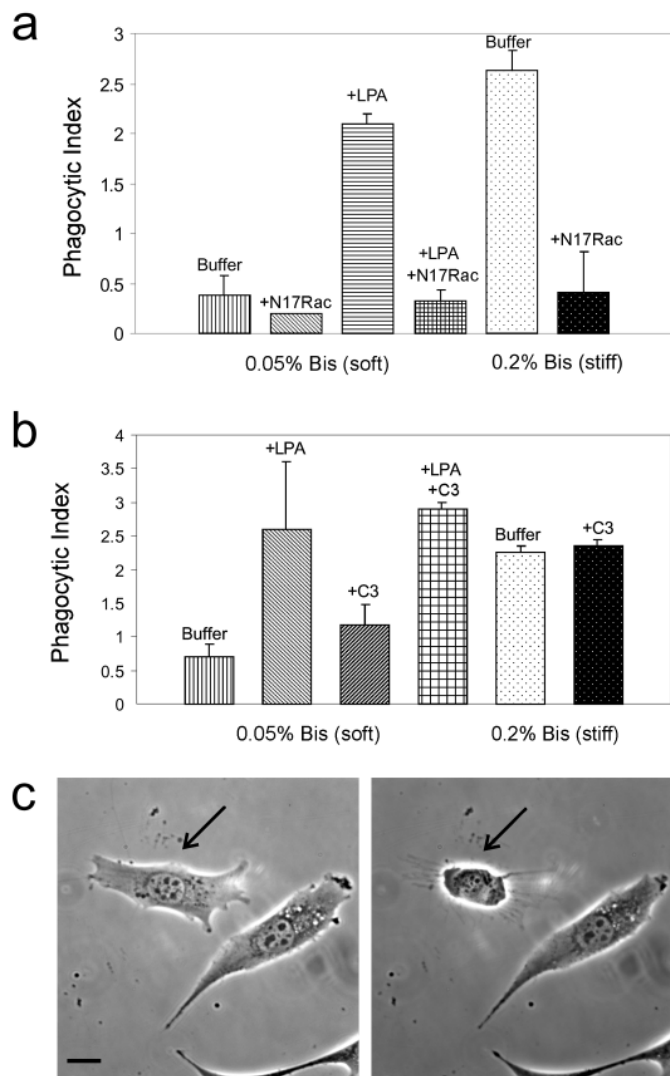 a
Phagocytic Index
3
2.5
2
1.5
1
0.5
0
Buffer
+N17Rac
+LPA
+LPA
+N17Rac
Buffer
+N17Rac
0.05% Bis (soft)
0.2% Bis (stiff)
b
Phagocytic Index
4
3.5
3
2.5
2
1.5
1
0.5
0
Buffer
+LPA
+C3
+LPA
+C3
Buffer
+C3
0.05% Bis (soft)
0.2% Bis (stiff)
c